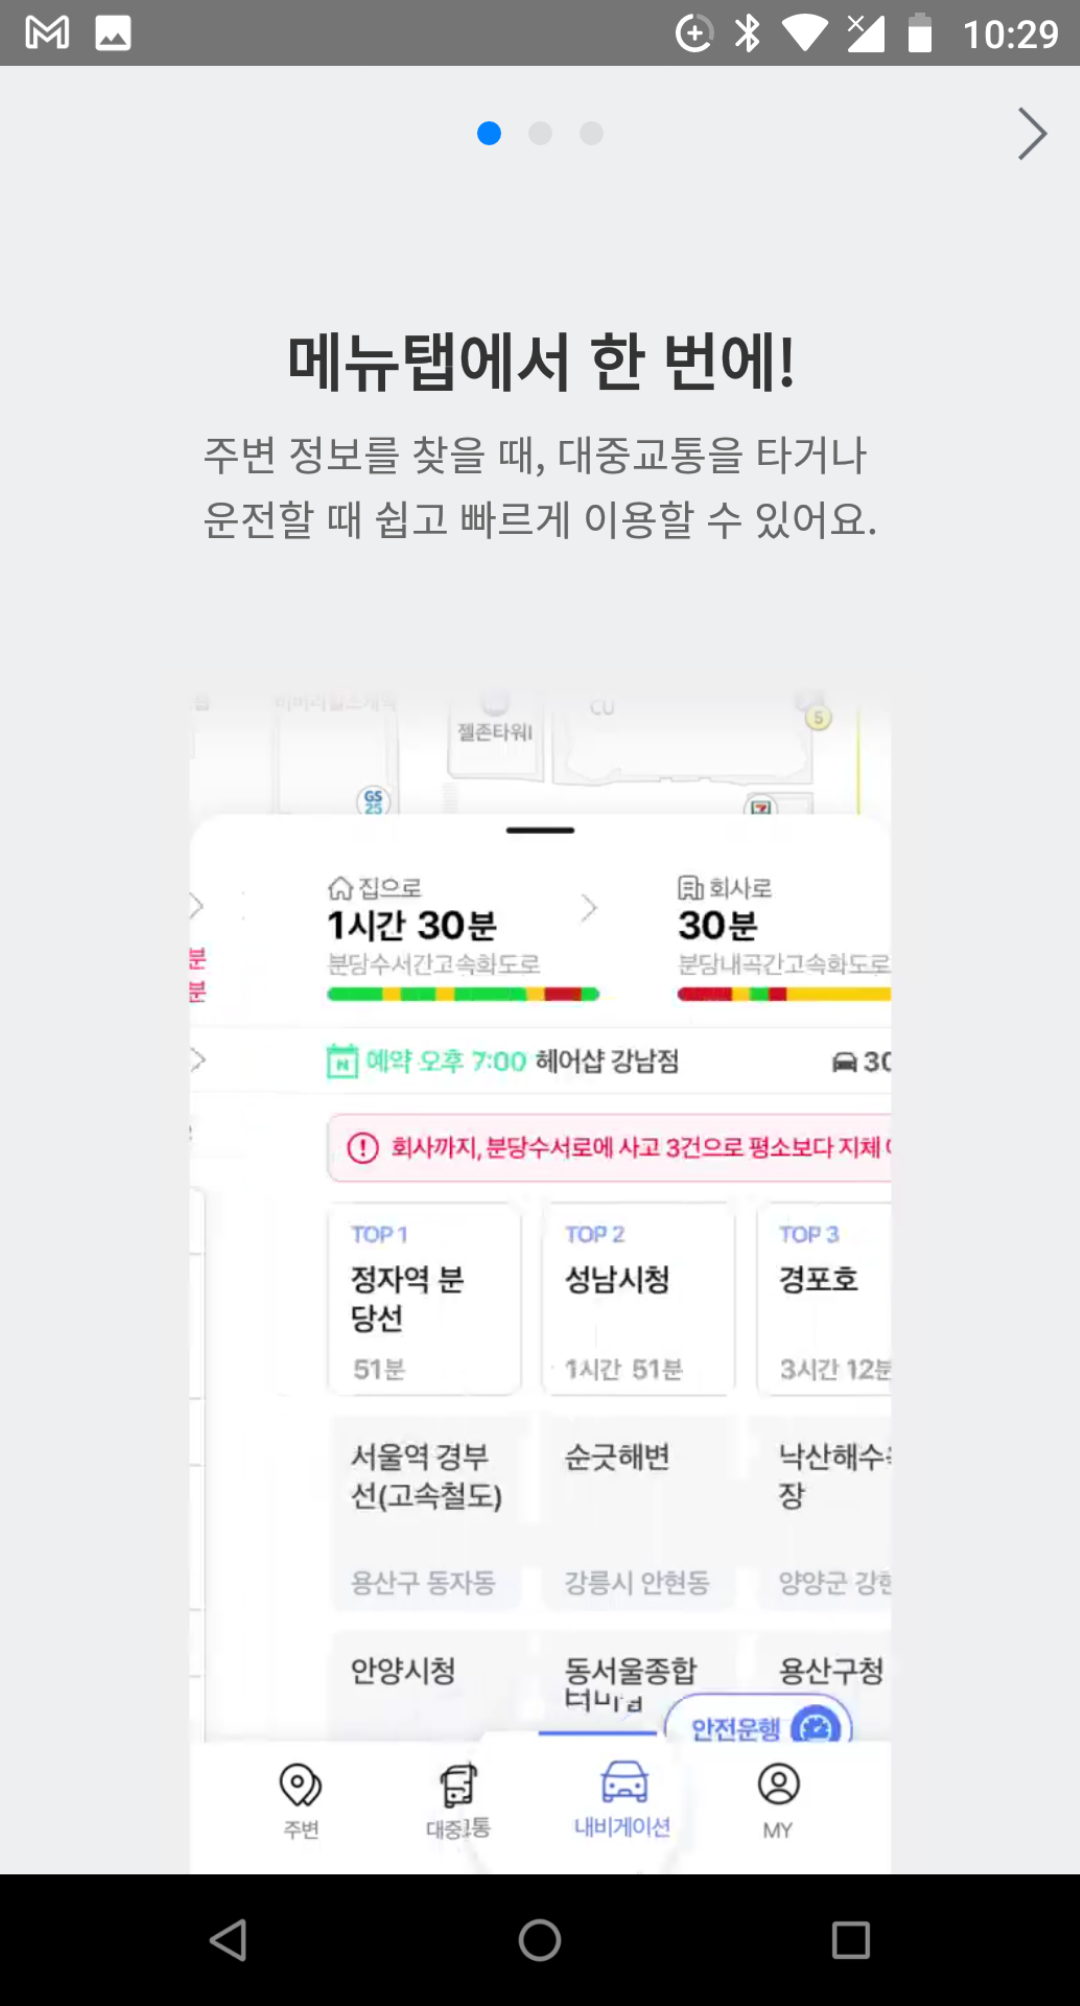 10:29
메뉴탭에서 한 번에!
주변 정보를 찾을 때, 대중교통을 타거나
운전할 때 쉽고 빠르게 이용할 수 있어요.
CU
5
젤존타워I
GS
25
7
집으로
회사로
1시간 30분
30분
분
분당수서간고속화도로
분당내곡간고속화도로
분
N 예약 오후 7:00 헤어샵 강남점
30
회사까지, 분당수서로에 사고 3건으로 평소보다 지체
TOP 1
TOP 2
TOP 3
정자역 분
당선
성남시청
경포호
51분
1시간 51분
3시간 12분
서울역 경부
선(고속철도)
순긋해변
낙산해수욕
장
용산구 동자동
강릉시 안현동
양양군 강현
안양시청
동서울종합
터미널
용산구청
안전운행
주변
대중교통
내비게이션
MY